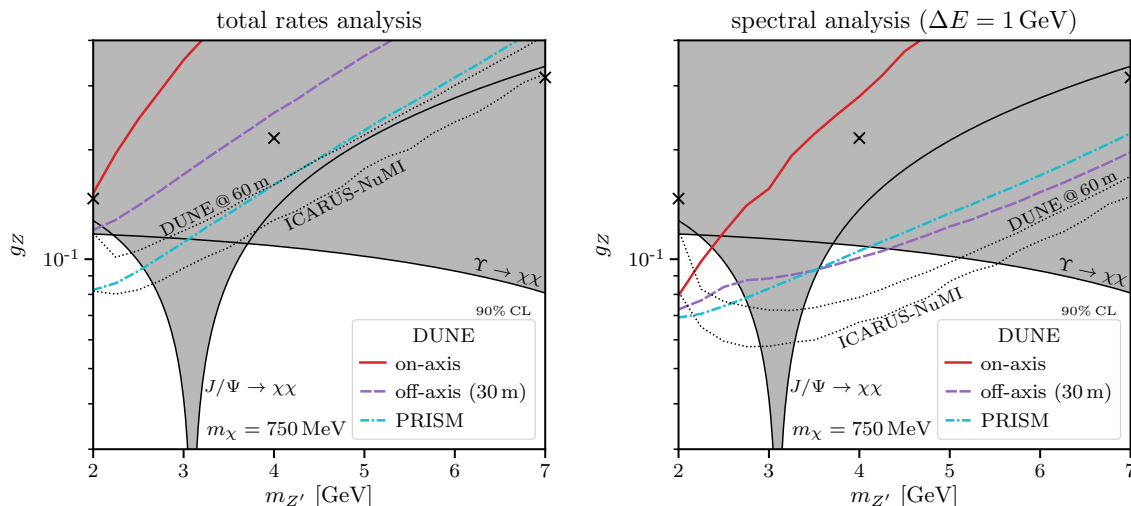 total rates analysis
g_Z
10⁻¹
DUNE @ 60 m
ICARUS-NuMI
Υ → χχ
90% CL
J/Ψ → χχ
m_χ = 750 MeV
DUNE
on-axis
off-axis (30 m)
PRISM
2 3 4 5 6 7
m_Z′ [GeV]
spectral analysis (ΔE = 1 GeV)
g_Z
10⁻¹
DUNE @ 60 m
Υ → χχ
90% CL
ICARUS-NuMI
J/Ψ → χχ
m_χ = 750 MeV
DUNE
on-axis
off-axis (30 m)
PRISM
2 3 4 5 6 7
m_Z′ [GeV]